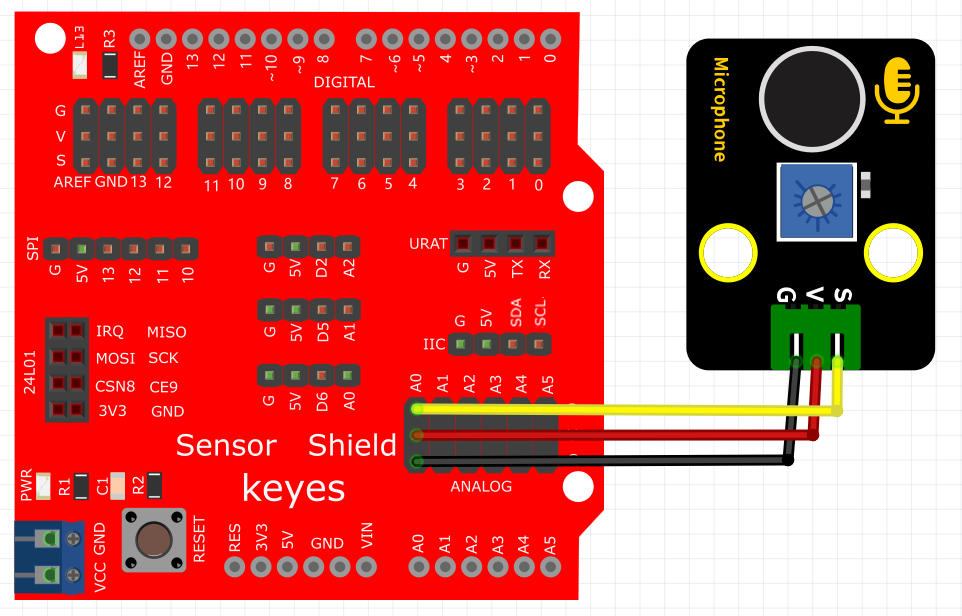 L13
R3
AREF GND 13 12 11 ~10 ~9 8 7 ~6 ~5 4 ~3 2 1 0
DIGITAL
G
V
S
AREF GND 13 12 11 10 9 8 7 6 5 4 3 2 1 0
SPI
G 5V 13 12 11 10
G 5V D2 A2
URAT
G 5V TX RX
G 5V D5 A1
IIC
G 5V SDA SCL
24L01
IRQ MISO
MOSI SCK
CSN8 CE9
3V3 GND
G 5V D6 A0
A0 A1 A2 A3 A4 A5
Sensor Shield
keyes
ANALOG
PWR R1 C1 R2
GND
VCC
RESET
RES 3V3 5V GND VIN
A0 A1 A2 A3 A4 A5
Microphone
G V S